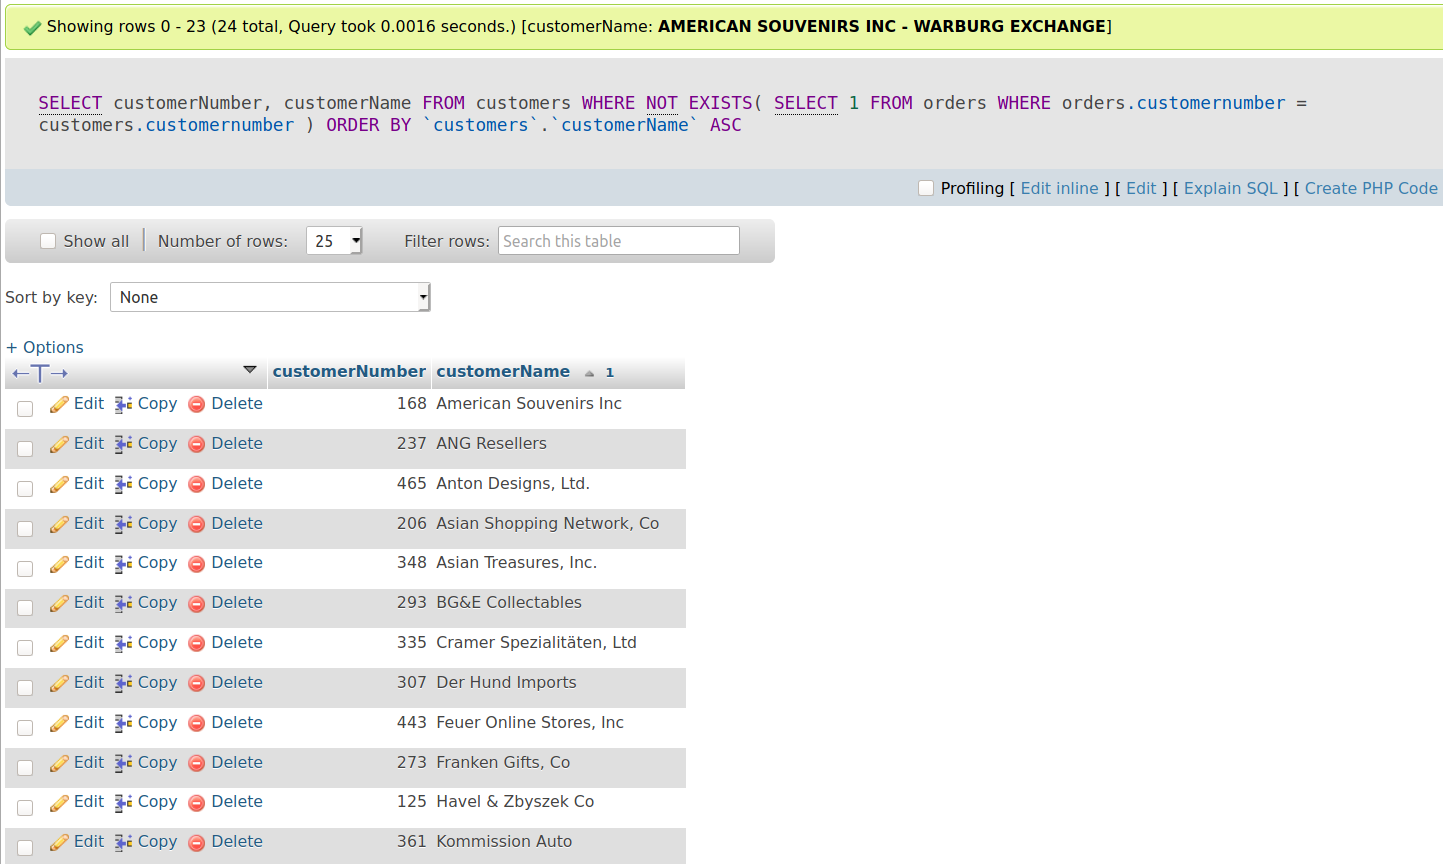 Showing rows 0 - 23 (24 total, Query took 0.0016 seconds.) [customerName: AMERICAN SOUVENIRS INC - WARBURG EXCHANGE]
SELECT customerNumber, customerName FROM customers WHERE NOT EXISTS( SELECT 1 FROM orders WHERE orders.customernumber =
customers.customernumber ) ORDER BY `customers`.`customerName` ASC
Profiling [ Edit inline ] [ Edit ] [ Explain SQL ] [ Create PHP Code
Show all Number of rows: 25 Filter rows: Search this table
Sort by key: None
+ Options
←T→ customerNumber customerName 1
Edit Copy Delete 168 American Souvenirs Inc
Edit Copy Delete 237 ANG Resellers
Edit Copy Delete 465 Anton Designs, Ltd.
Edit Copy Delete 206 Asian Shopping Network, Co
Edit Copy Delete 348 Asian Treasures, Inc.
Edit Copy Delete 293 BG&E Collectables
Edit Copy Delete 335 Cramer Spezialitäten, Ltd
Edit Copy Delete 307 Der Hund Imports
Edit Copy Delete 443 Feuer Online Stores, Inc
Edit Copy Delete 273 Franken Gifts, Co
Edit Copy Delete 125 Havel & Zbyszek Co
Edit Copy Delete 361 Kommission Auto